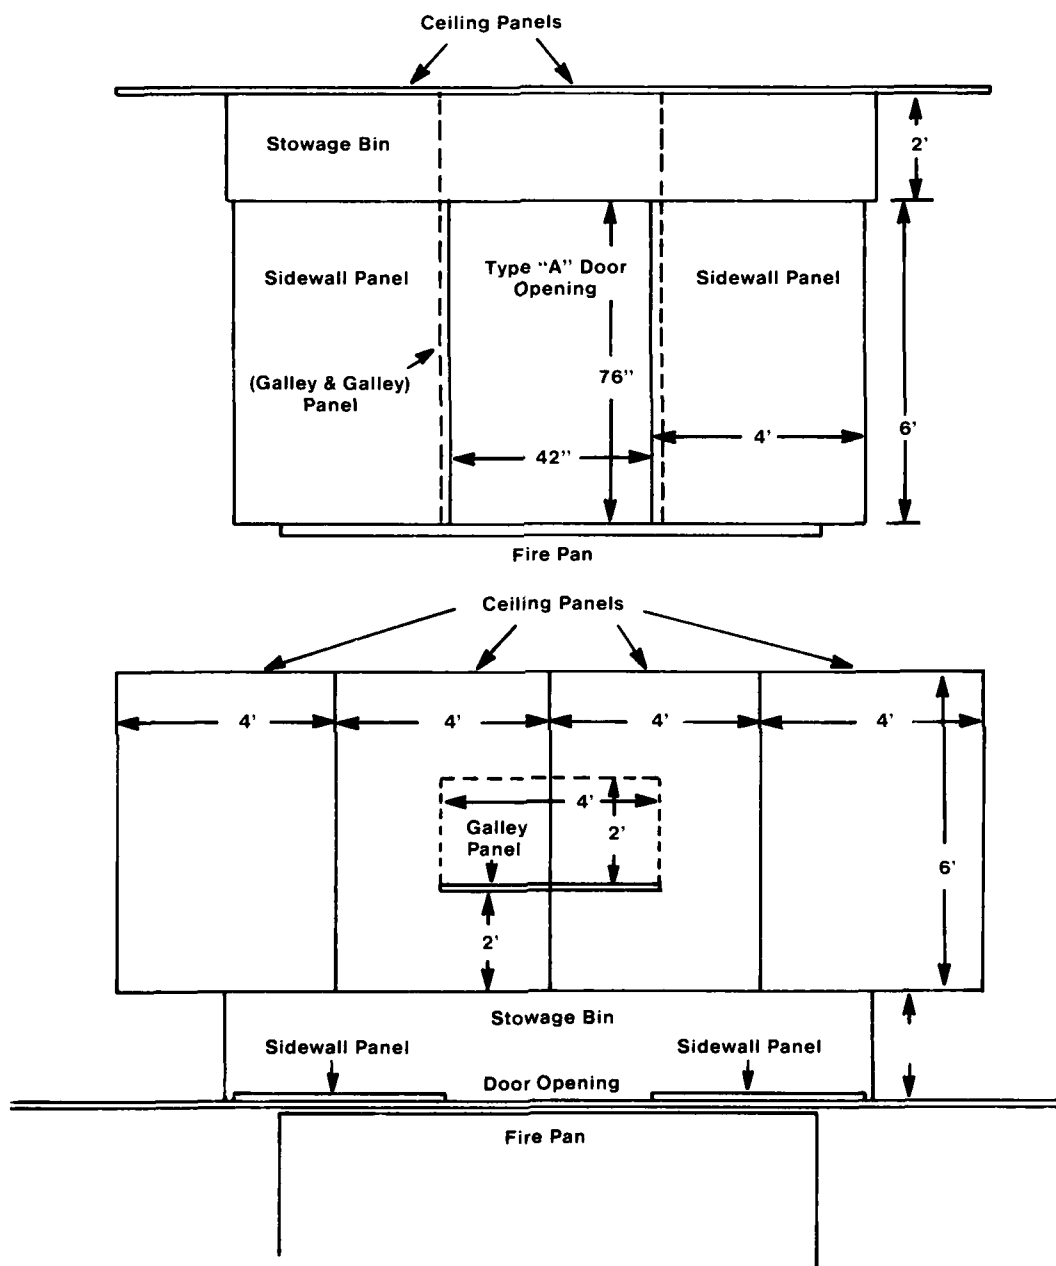 Ceiling Panels
Stowage Bin
2'
Sidewall Panel
Type "A" Door
Opening
Sidewall Panel
(Galley & Galley)
Panel
76"
6'
4'
42"
Fire Pan
Ceiling Panels
4'
4'
4'
4'
4'
2'
Galley
Panel
6'
2'
Stowage Bin
Sidewall Panel
Sidewall Panel
Door Opening
Fire Pan